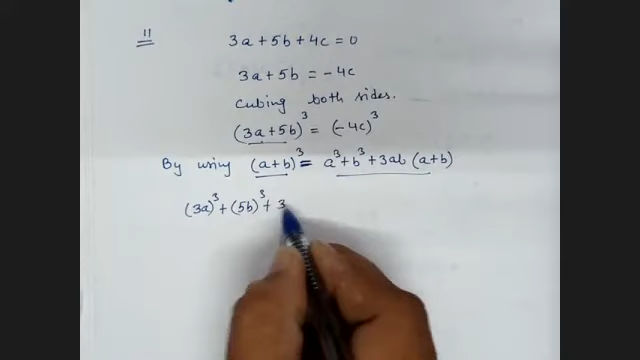 11
3a + 5b + 4c = 0
3a + 5b = -4c
cubing both sides.
(3a + 5b)³ = (-4c)³
By using (a+b)³ = a³ + b³ + 3ab (a+b)
(3a)³ + (5b)³ + 3